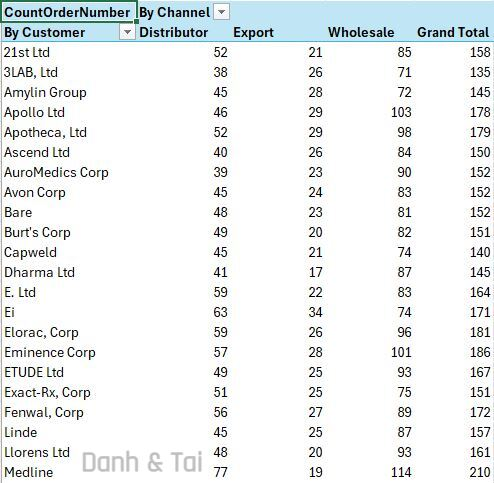 CountOrderNumber By Channel
By Customer Distributor Export Wholesale Grand Total
21st Ltd 52 21 85 158
3LAB, Ltd 38 26 71 135
Amylin Group 45 28 72 145
Apollo Ltd 46 29 103 178
Apotheca, Ltd 52 29 98 179
Ascend Ltd 40 26 84 150
AuroMedics Corp 39 23 90 152
Avon Corp 45 24 83 152
Bare 48 23 81 152
Burt's Corp 49 20 82 151
Capweld 45 21 74 140
Dharma Ltd 41 17 87 145
E. Ltd 59 22 83 164
Ei 63 34 74 171
Elorac, Corp 59 26 96 181
Eminence Corp 57 28 101 186
ETUDE Ltd 49 25 93 167
Exact-Rx, Corp 51 25 75 151
Fenwal, Corp 56 27 89 172
Linde 45 25 87 157
Llorens Ltd 48 20 93 161
Danh & Tai
Medline 77 19 114 210